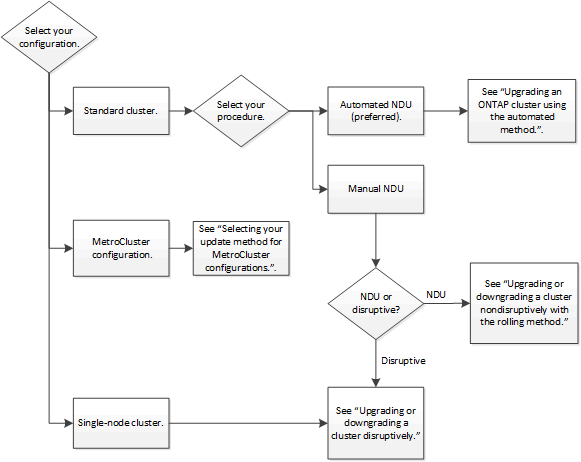 Select your
configuration.
Standard cluster.
Select your
procedure.
Automated NDU
(preferred).
See “Upgrading an
ONTAP cluster using
the automated
method.”.
Manual NDU
MetroCluster
configuration.
See “Selecting your
update method for
MetroCluster
configurations.”.
NDU or
disruptive?
NDU
See “Upgrading or
downgrading a cluster
nondisruptively with
the rolling method.”
Disruptive
Single-node cluster.
See “Upgrading or
downgrading a
cluster disruptively.”